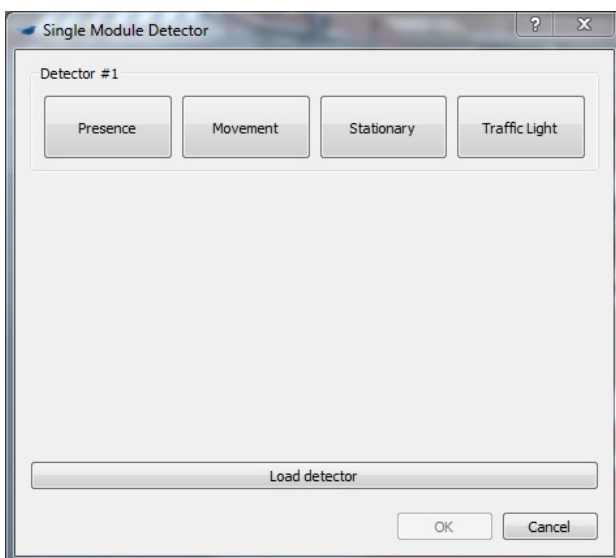 Single Module Detector
?
X
Detector #1
Presence Movement Stationary Traffic Light
Load detector
OK Cancel